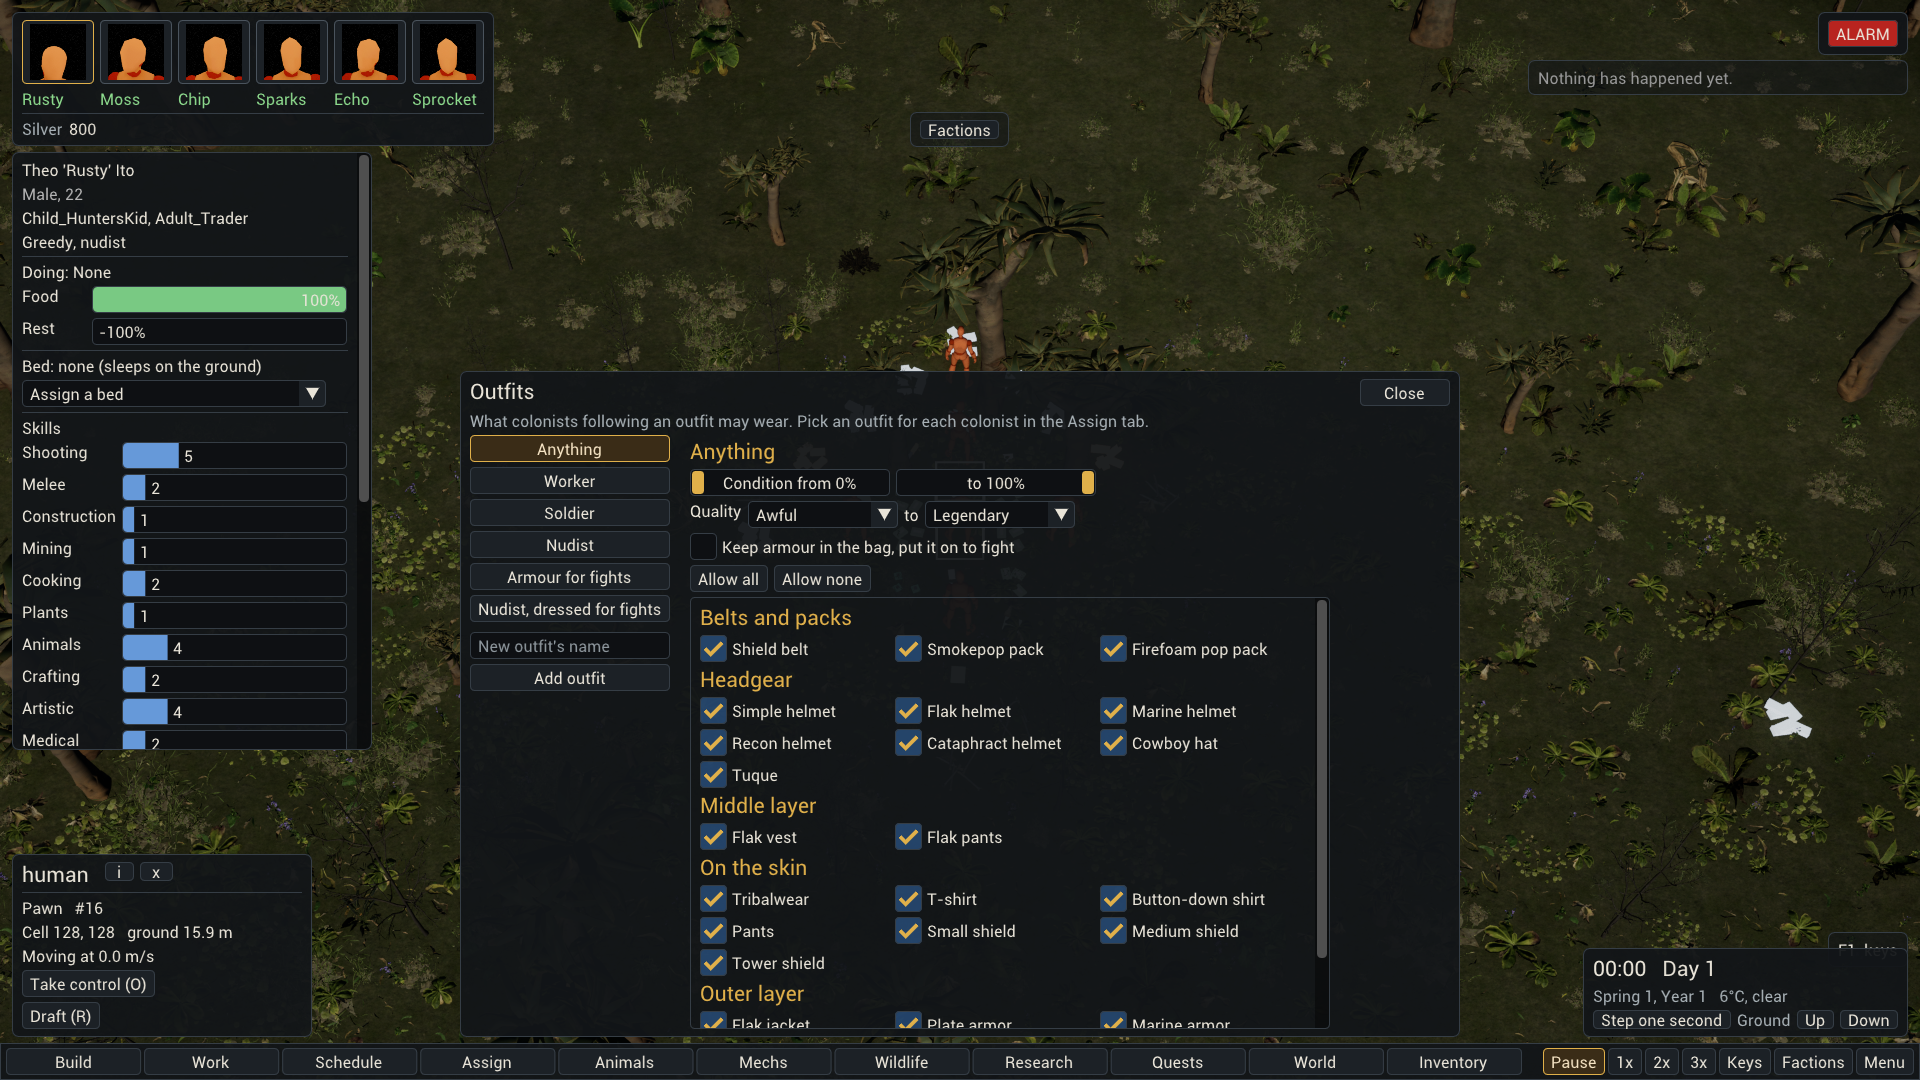 Rusty Moss Chip Sparks Echo Sprocket
Silver 800
ALARM
Nothing has happened yet.
Factions
Theo 'Rusty' Ito
Male, 22
Child_HuntersKid, Adult_Trader
Greedy, nudist
Doing: None
Food 100%
Rest -100%
Bed: none (sleeps on the ground)
Assign a bed
Skills
Shooting 5
Melee 2
Construction 1
Mining 1
Cooking 2
Plants 1
Animals 4
Crafting 2
Artistic 4
Medical 2
Outfits
Close
What colonists following an outfit may wear. Pick an outfit for each colonist in the Assign tab.
Anything
Worker
Soldier
Nudist
Armour for fights
Nudist, dressed for fights
New outfit's name
Add outfit
Anything
Condition from 0% to 100%
Quality Awful to Legendary
Keep armour in the bag, put it on to fight
Allow all Allow none
Belts and packs
Shield belt Smokepop pack Firefoam pop pack
Headgear
Simple helmet Flak helmet Marine helmet
Recon helmet Cataphract helmet Cowboy hat
Tuque
Middle layer
Flak vest Flak pants
On the skin
Tribalwear T-shirt Button-down shirt
Pants Small shield Medium shield
Tower shield
Outer layer
Flak jacket Plate armor Marine armor
human i x
Pawn #16
Cell 128, 128 ground 15.9 m
Moving at 0.0 m/s
Take control (O)
Draft (R)
F1 keys
00:00 Day 1
Spring 1, Year 1 6°C, clear
Step one second Ground Up Down
Build Work Schedule Assign Animals Mechs Wildlife Research Quests World Inventory Pause 1x 2x 3x Keys Factions Menu